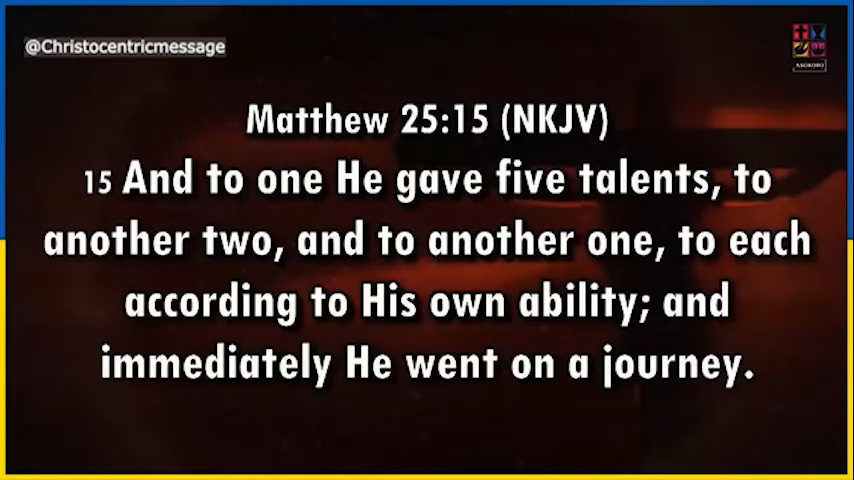 @Christocentricmessage
ASOKORO
Matthew 25:15 (NKJV)
15 And to one He gave five talents, to
another two, and to another one, to each
according to His own ability; and
immediately He went on a journey.